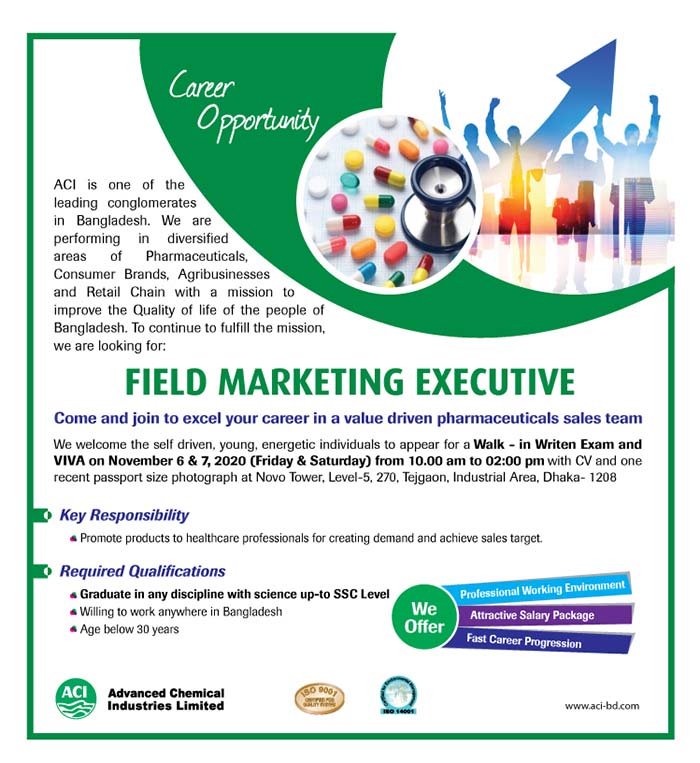 Career
Opportunity
ACI is one of the
leading conglomerates
in Bangladesh. We are
performing in diversified
areas of Pharmaceuticals,
Consumer Brands, Agribusinesses
and Retail Chain with a mission to
improve the Quality of life of the people of
Bangladesh. To continue to fulfill the mission,
we are looking for:
FIELD MARKETING EXECUTIVE
Come and join to excel your career in a value driven pharmaceuticals sales team
We welcome the self driven, young, energetic individuals to appear for a Walk - in Writen Exam and
VIVA on November 6 & 7, 2020 (Friday & Saturday) from 10.00 am to 02:00 pm with CV and one
recent passport size photograph at Novo Tower, Level-5, 270, Tejgaon, Industrial Area, Dhaka- 1208
Key Responsibility
Promote products to healthcare professionals for creating demand and achieve sales target.
Required Qualifications
Graduate in any discipline with science up-to SSC Level
Willing to work anywhere in Bangladesh
Age below 30 years
We
Offer
Professional Working Environment
Attractive Salary Package
Fast Career Progression
ACI
Advanced Chemical
Industries Limited
ISO 9001
CERTIFIED FOR
QUALITY SYSTEMS
ISO 14001
www.aci-bd.com